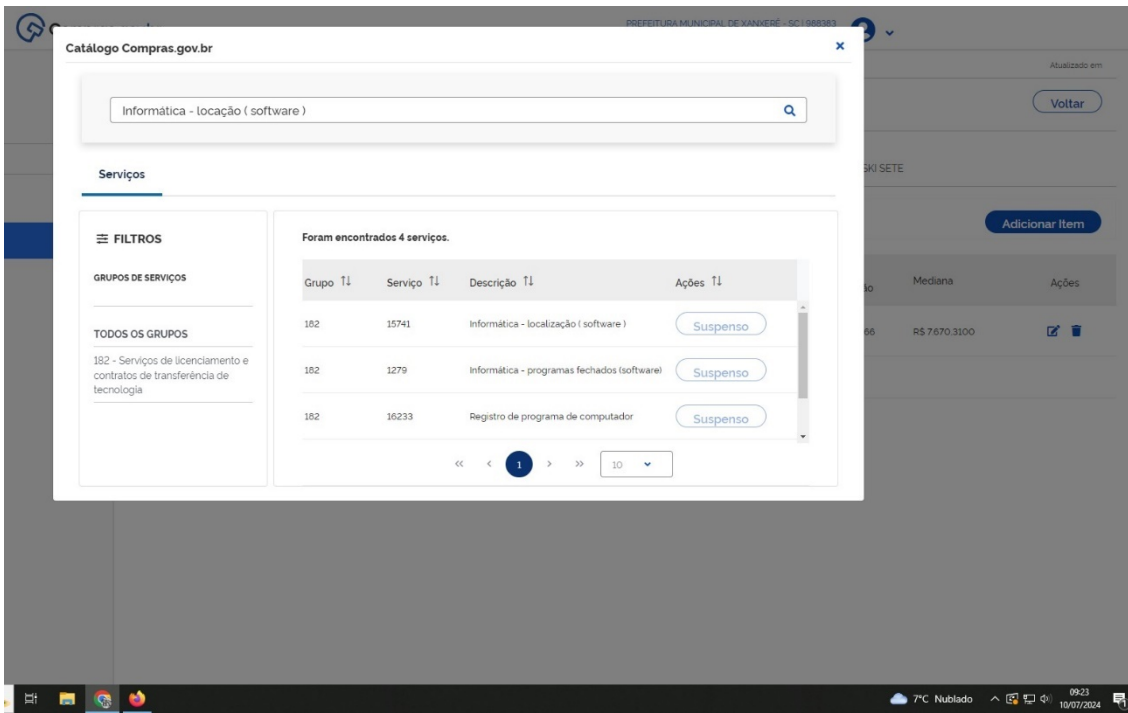 PREFEITURA MUNICIPAL DE XANXERÊ - SC | 988383
Catálogo Compras.gov.br
Atualizado em
Informática - locação ( software )
Voltar
Serviços
SKI SETE
Adicionar Item
FILTROS
Foram encontrados 4 serviços.
GRUPOS DE SERVIÇOS
Grupo Serviço Descrição Ações
ão Mediana Ações
TODOS OS GRUPOS
182 - Serviços de licenciamento e
contratos de transferência de
tecnologia
182 15741 Informática - localização ( software ) Suspenso
66 R$ 7.670,3100
182 1279 Informática - programas fechados (software) Suspenso
182 16233 Registro de programa de computador Suspenso
« < 1 > » 10
7°C Nublado
09:23
10/07/2024